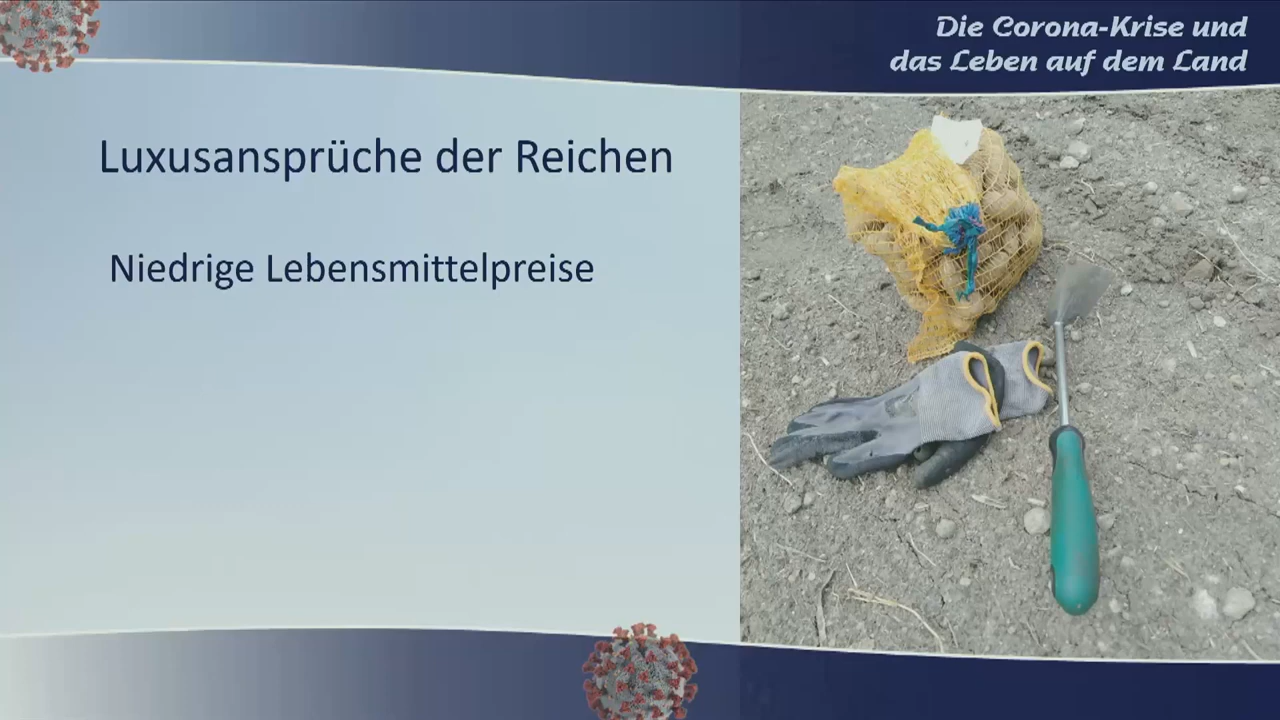 Die Corona-Krise und
das Leben auf dem Land
Luxusansprüche der Reichen
Niedrige Lebensmittelpreise